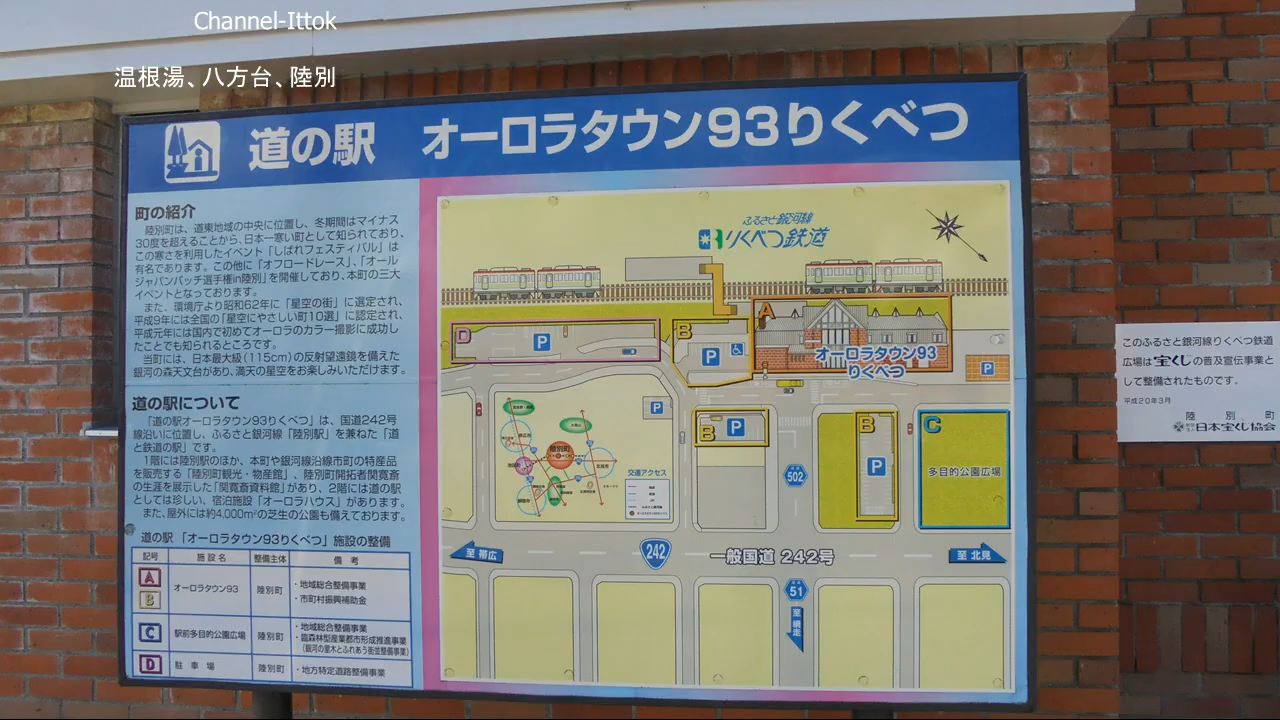 Channel-Ittok
温根湯、八方台、陸別
道の駅 オーロラタウン93りくべつ
町の紹介
陸別町は、道東地域の中央に位置し、冬期間はマイナス
30度を超えることから、日本一寒い町として知られており、
この寒さを利用したイベント「しばれフェスティバル」は
有名であります。この他に「オフロードレース」、「オール
ジャパンパッチ選手権in陸別」を開催しており、本町の三大
イベントとなっております。
また、環境庁より昭和62年に「星空の街」に選定され、
平成9年には全国の「星空にやさしい町10選」に認定され、
平成元年には国内で初めてオーロラのカラー撮影に成功し
たことでも知られるところです。
当町には、日本最大級(115cm)の反射望遠鏡を備えた
銀河の森天文台があり、満天の星空をお楽しみいただけます。
道の駅について
「道の駅オーロラタウン93りくべつ」は、国道242号
線沿いに位置し、ふるさと銀河線「陸別駅」を兼ねた「道
と鉄道の駅」です。
1階には陸別駅のほか、本町や銀河線沿線市町の特産品
を販売する「陸別町観光・物産館」、陸別町開拓者関寛斎
の生涯を展示した「関寛斎資料館」があり、2階には道の駅
としては珍しい、宿泊施設「オーロラハウス」があります。
また、屋外には約4,000m²の芝生の公園も備えております。
道の駅「オーロラタウン93りくべつ」施設の整備
記号 施設名 整備主体 備考
A
B
オーロラタウン93 陸別町
・地域総合整備事業
・市町村振興補助金
C 駅前多目的公園広場 陸別町
・地域総合整備事業
・臨森林型産業都市形成推進事業
(銀河の里木とふれあう街並整備事業)
D 駐車場 陸別町 ・地方特定道路整備事業
ふるさと銀河線
りくべつ鉄道
A
D
P
B
P
オーロラタウン93
りくべつ
P
P
B
P
B
P
C
多目的公園広場
陸別町
交通アクセス
502
至 帯広
242
一般国道 242号
至 北見
51
至網走
このふるさと銀河線りくべつ鉄道
広場は宝くじの普及宣伝事業と
して整備されたものです。
平成20年3月
陸別町
日本宝くじ協会